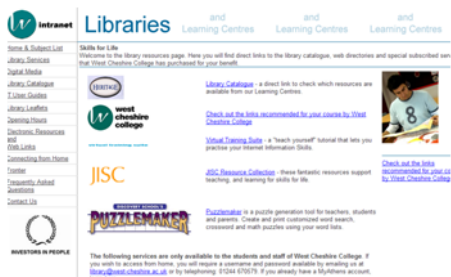 intranet
Libraries
and Learning Centres
and Learning Centres
and Learning Centres
Home & Subject List
Library Services
Digital Media
Library Catalogue
IT User Guides
Library Leaflets
Opening Hours
Electronic Resources
and
Web Links
Connecting from Home
Frontier
Frequently Asked
Questions
Contact Us
INVESTORS IN PEOPLE
Skills for Life
Welcome to the library resources page. Here you will find direct links to the library catalogue, web directories and special subscribed serv
that West Cheshire College has purchased for your benefit.
HERITAGE
Library Catalogue - a direct link to check which resources are
available from our Learning Centres.
west
cheshire
college
Check out the links recommended for your course by West
Cheshire College
Virtual Training Suite - a "teach yourself" tutorial that lets you
practise your Internet Information Skills.
JISC
JISC Resource Collection - these fantastic resources support
teaching, and learning for skills for life.
DISCOVERY SCHOOL'S
PUZZLEMAKER
Puzzlemaker is a puzzle generation tool for teachers, students
and parents. Create and print customized word search,
crossword and math puzzles using your word lists.
Check out the links
recommended for your co
by West Cheshire Colleg
The following services are only available to the students and staff of West Cheshire College. If
you wish to access from home, you will require a username and password available by emailing us at
library@west-cheshire.ac.uk or by telephoning: 01244 670579. If you already have a MyAthens account,